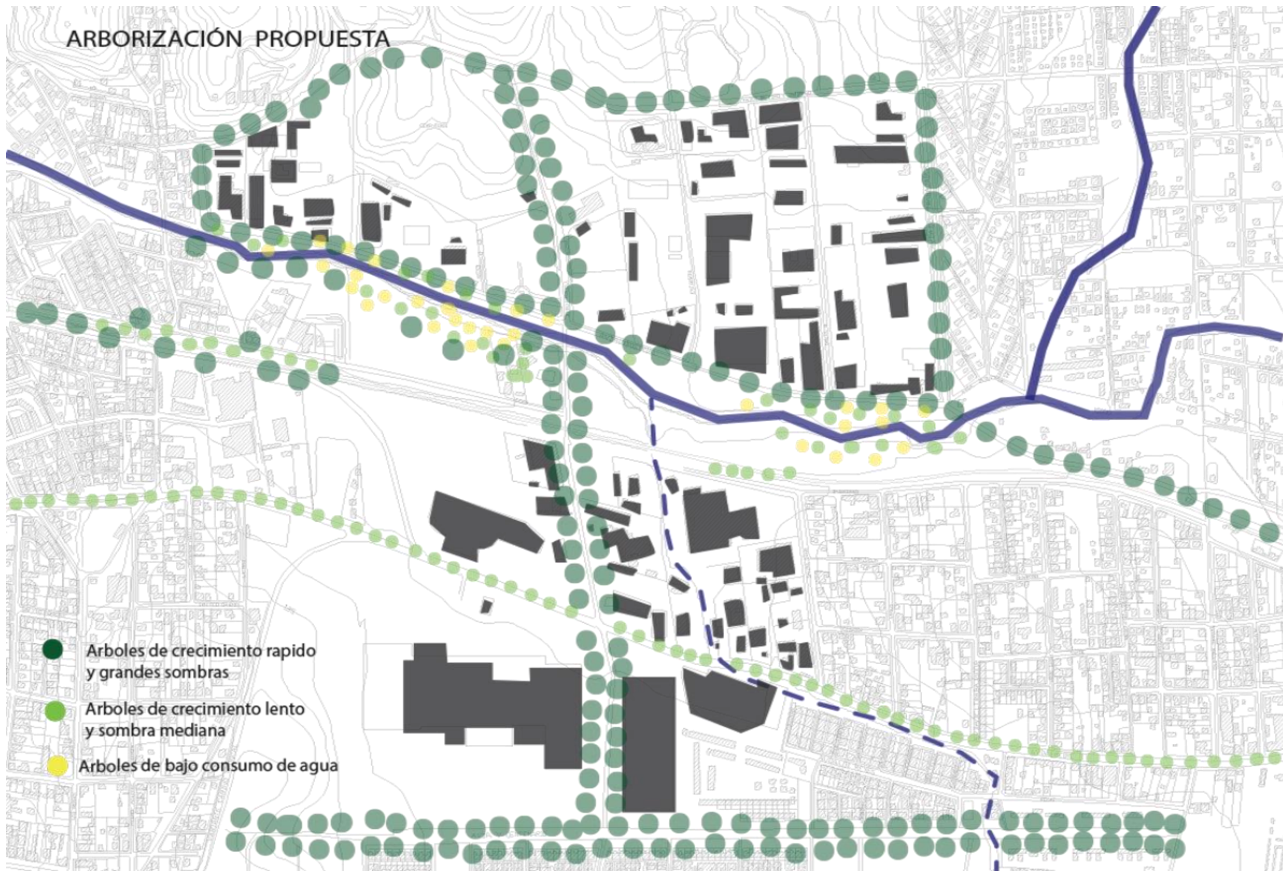 ARBORIZACIÓN PROPUESTA
Arboles de crecimiento rapido
y grandes sombras
Arboles de crecimiento lento
y sombra mediana
Arboles de bajo consumo de agua